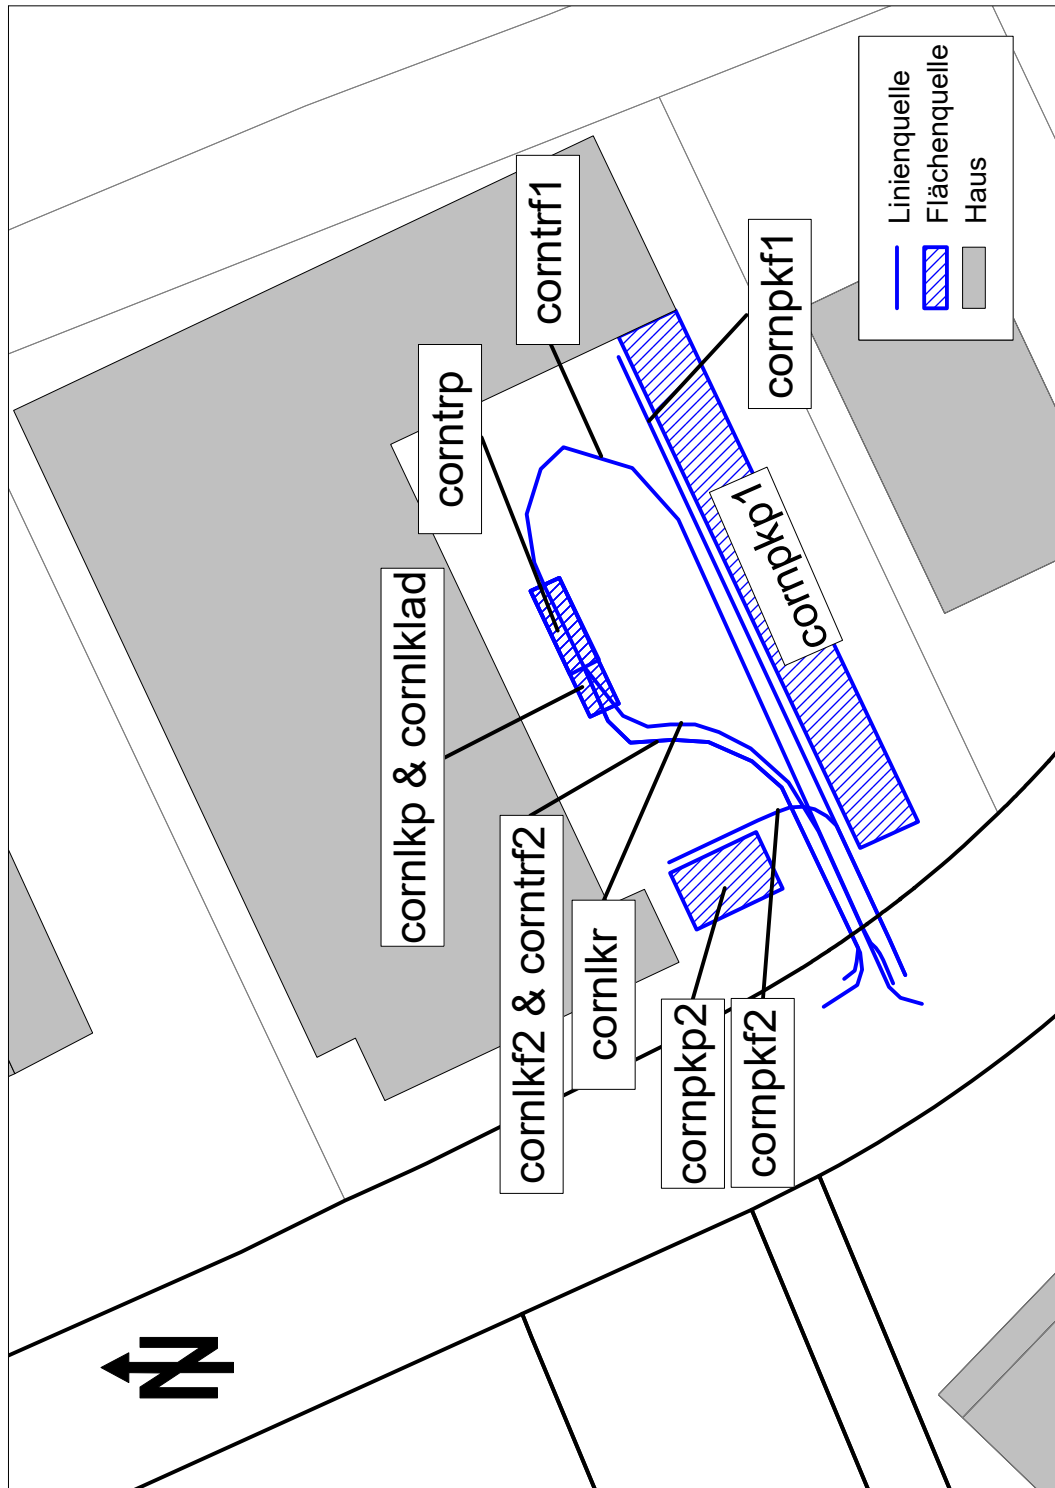 corntrf1
corntrp
cornpkf1
cornpkp1
cornlkp & cornlklad
cornlkf2 & corntrf2
cornlkr
cornpkp2
cornpkf2
Linienquelle
Flächenquelle
Haus
N